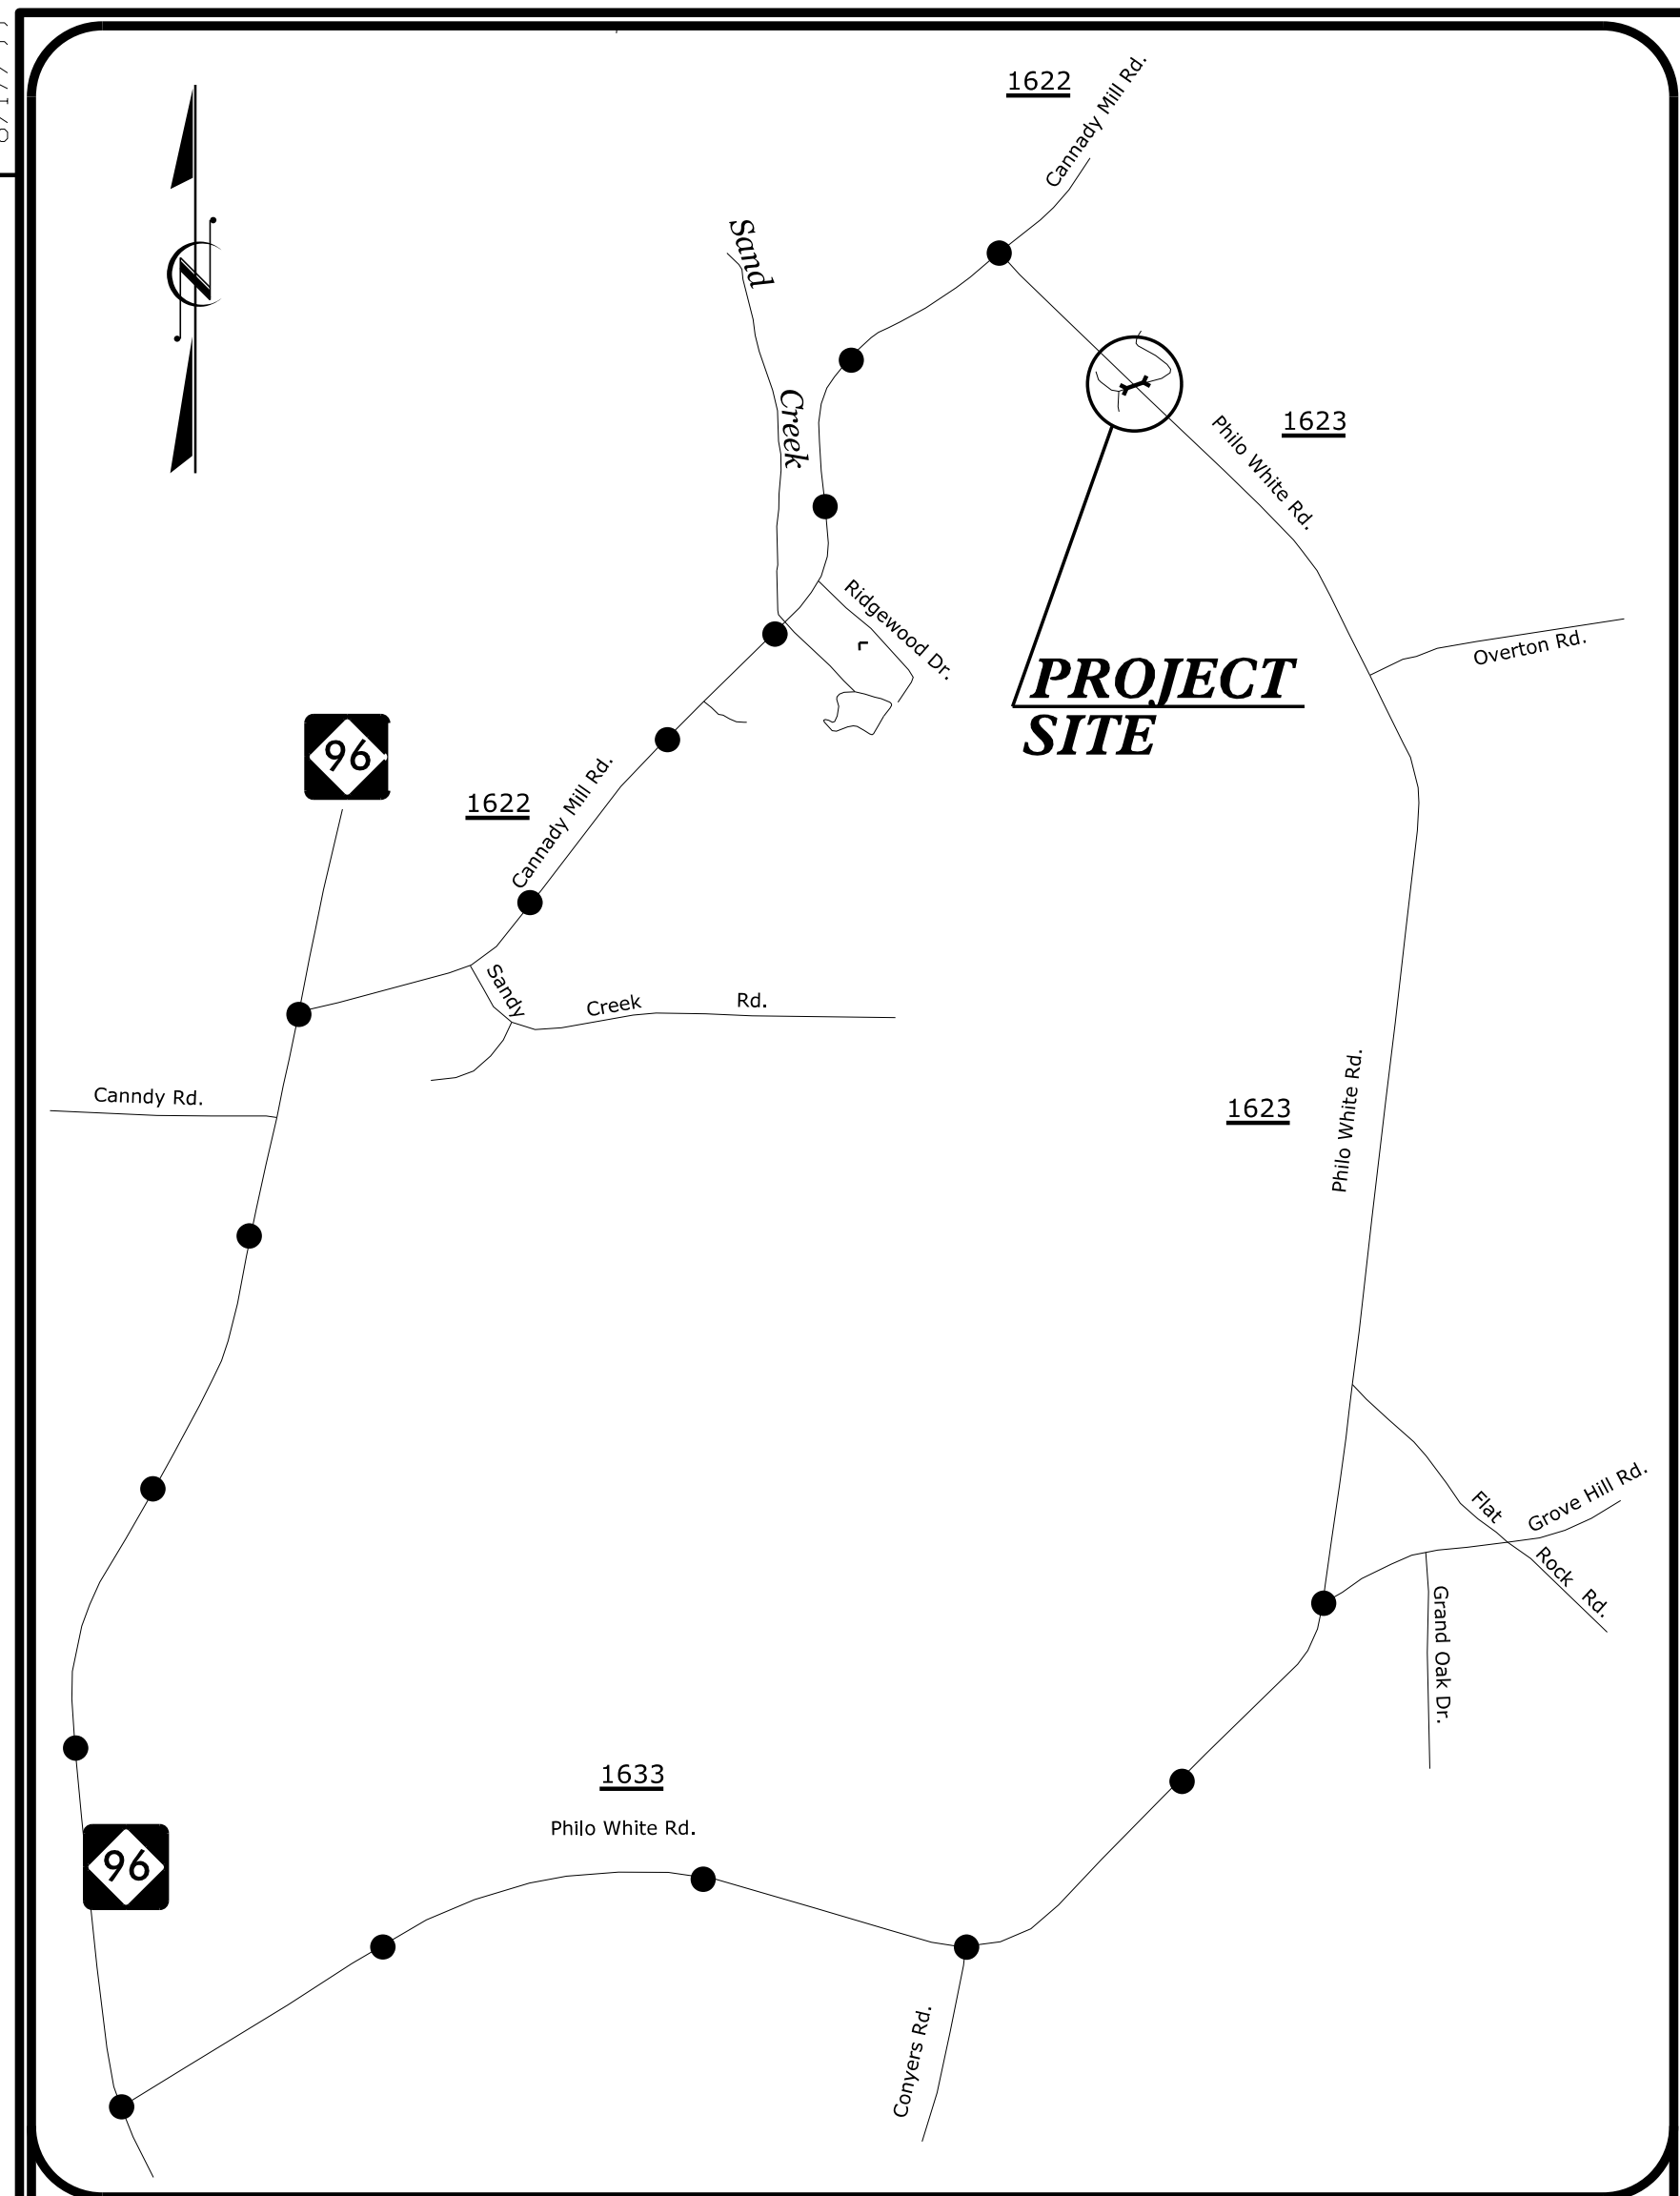 1622
Cannady Mill Rd.
Sand
Creek
1623
Philo White Rd.
Ridgewood Dr.
Overton Rd.
PROJECT
SITE
96
1622
Cannady Mill Rd.
Sandy Creek Rd.
Canndy Rd.
1623
Philo White Rd.
Flat Rock Rd.
Grove Hill Rd.
Grand Oak Dr.
1633
Philo White Rd.
96
Conyers Rd.